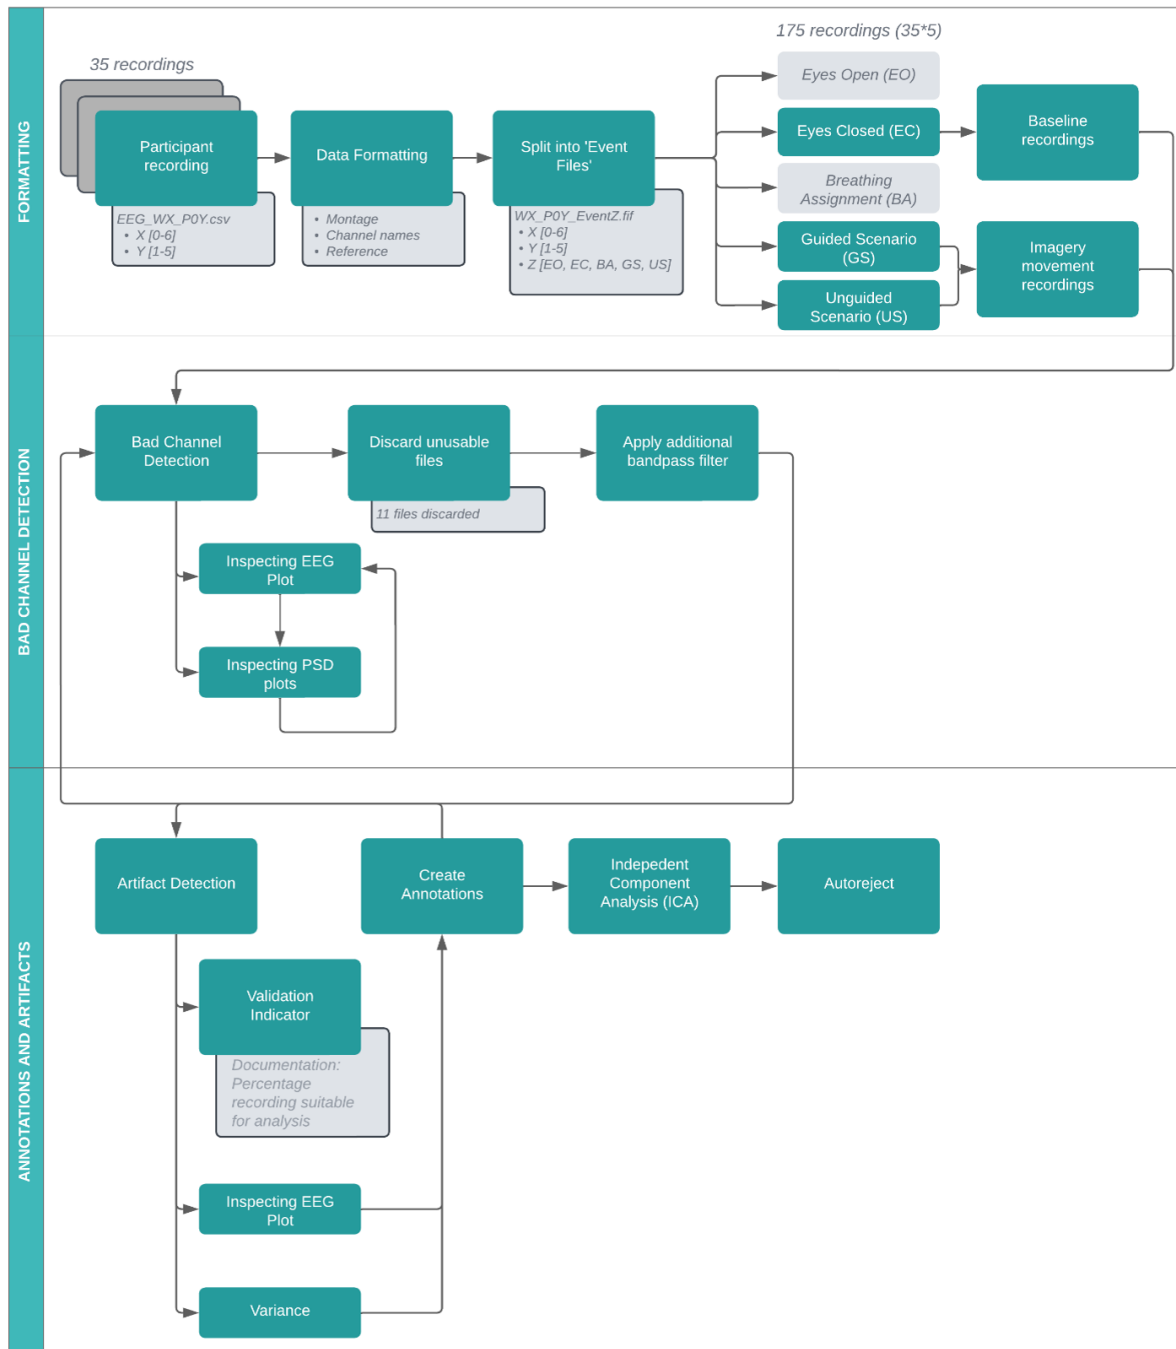 FORMATTING
35 recordings
Participant
recording
EEG_WX_P0Y.csv
• X [0-6]
• Y [1-5]
Data Formatting
• Montage
• Channel names
• Reference
Split into 'Event
Files'
WX_P0Y_EventZ.fif
• X [0-6]
• Y [1-5]
• Z [EO, EC, BA, GS, US]
175 recordings (35*5)
Eyes Open (EO)
Eyes Closed (EC)
Breathing
Assignment (BA)
Guided Scenario
(GS)
Unguided
Scenario (US)
Baseline
recordings
Imagery
movement
recordings
BAD CHANNEL DETECTION
Bad Channel
Detection
Discard unusable
files
11 files discarded
Apply additional
bandpass filter
Inspecting EEG
Plot
Inspecting PSD
plots
ANNOTATIONS AND ARTIFACTS
Artifact Detection
Create
Annotations
Indepedent
Component
Analysis (ICA)
Autoreject
Validation
Indicator
Documentation:
Percentage
recording suitable
for analysis
Inspecting EEG
Plot
Variance